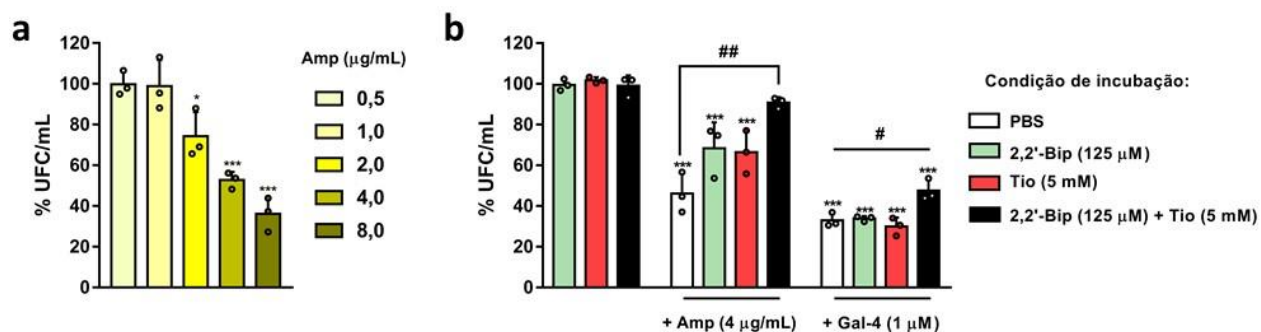 a
% UFC/mL
120
100
80
60
40
20
0
*
***
***
Amp (µg/mL)
0,5
1,0
2,0
4,0
8,0
b
% UFC/mL
120
100
80
60
40
20
0
##
***
***
***
#
***
***
***
***
+ Amp (4 µg/mL)
+ Gal-4 (1 µM)
Condição de incubação:
PBS
2,2'-Bip (125 µM)
Tio (5 mM)
2,2'-Bip (125 µM) + Tio (5 mM)